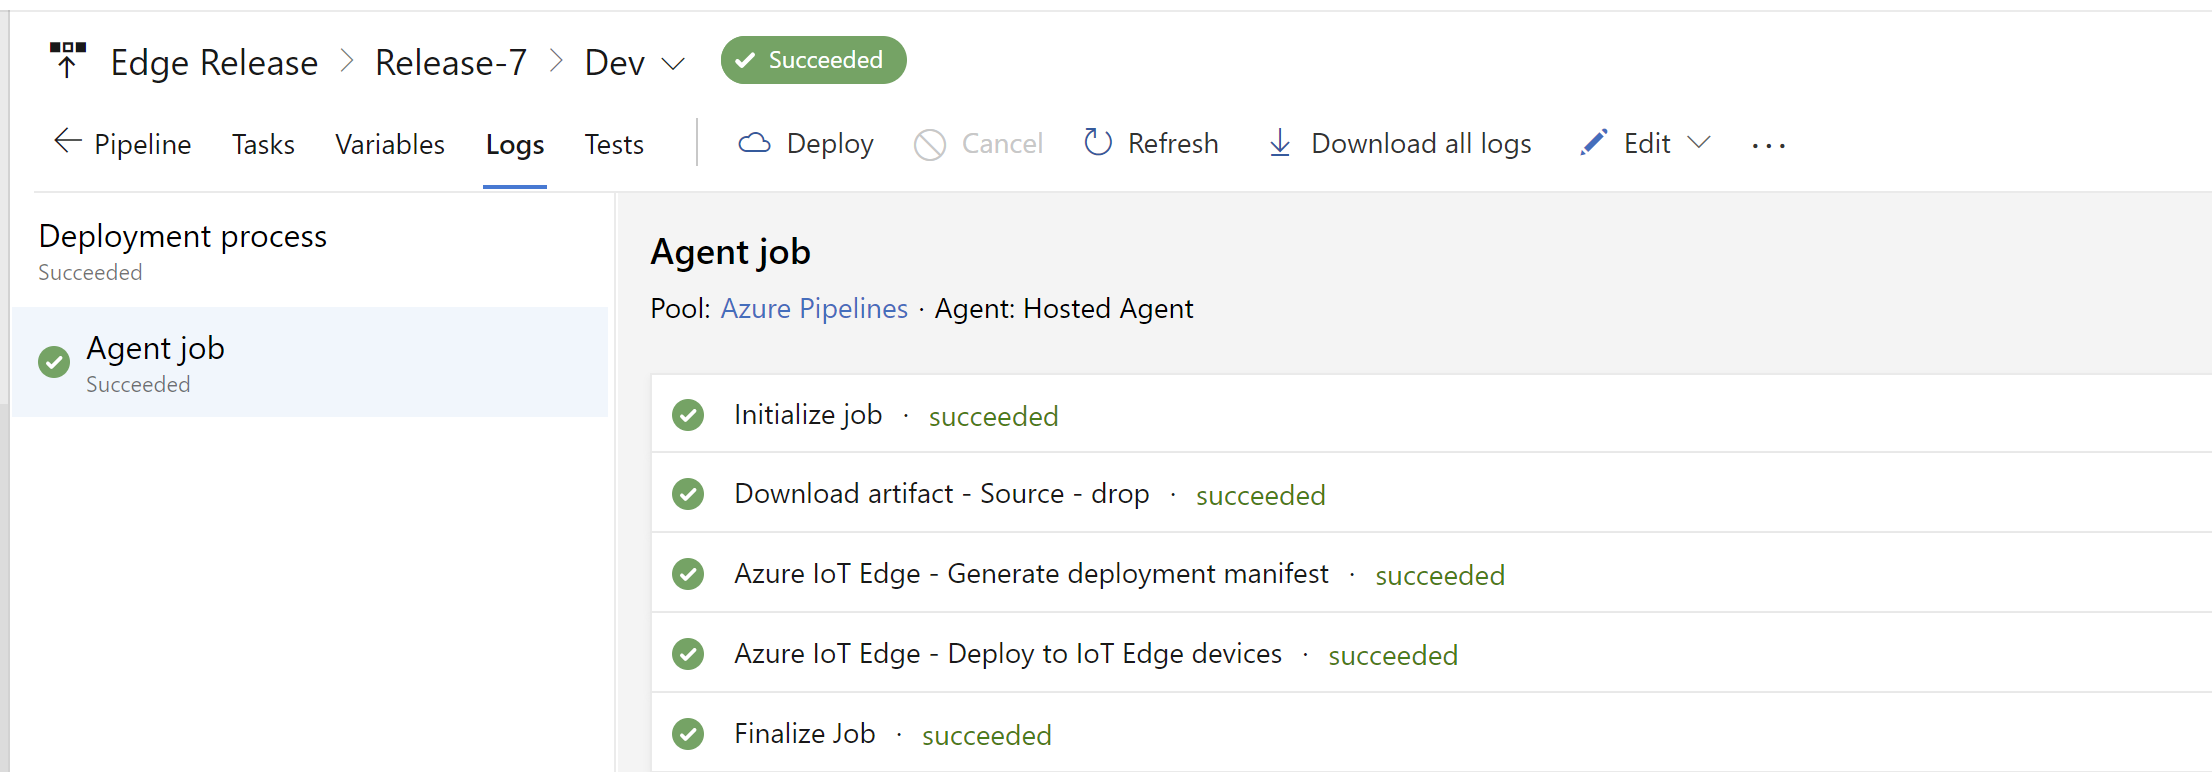 Edge Release > Release-7 > Dev Succeeded
Pipeline Tasks Variables Logs Tests Deploy Cancel Refresh Download all logs Edit ...
Deployment process
Succeeded
Agent job
Succeeded
Agent job
Pool: Azure Pipelines · Agent: Hosted Agent
Initialize job · succeeded
Download artifact - Source - drop · succeeded
Azure IoT Edge - Generate deployment manifest · succeeded
Azure IoT Edge - Deploy to IoT Edge devices · succeeded
Finalize Job · succeeded